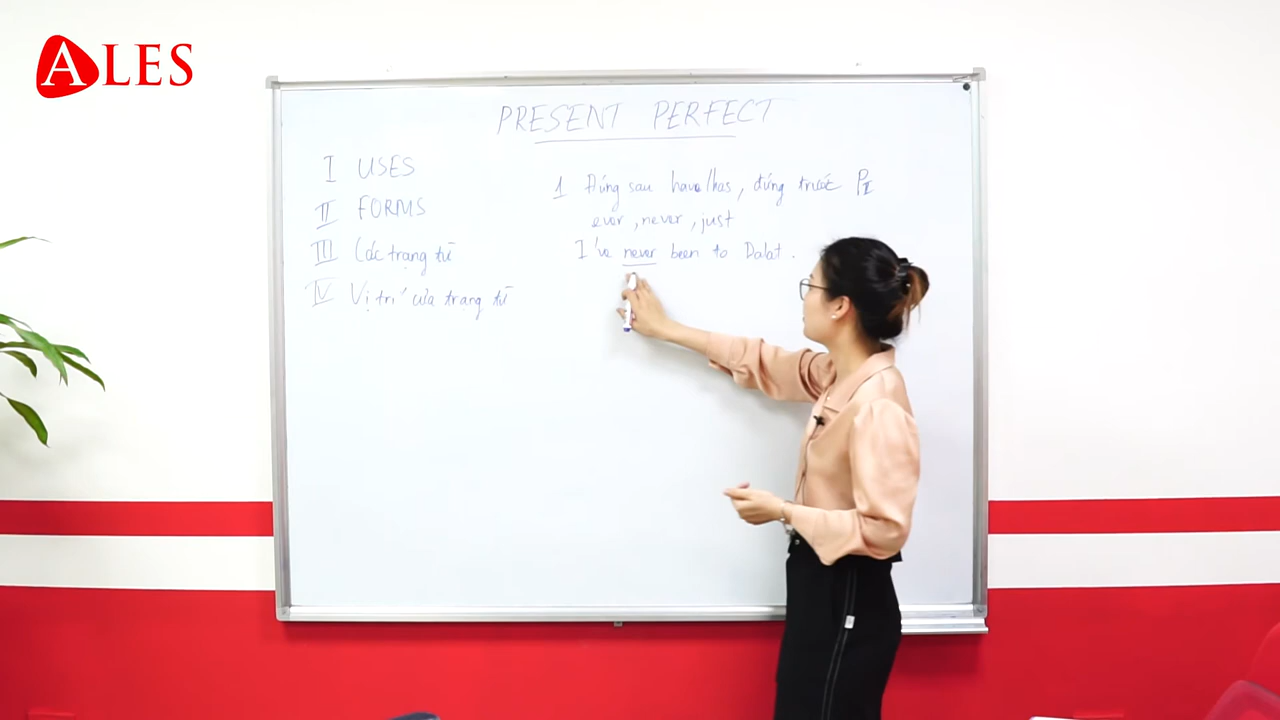 ALES
PRESENT PERFECT
I USES
II FORMS
III Các trạng từ
IV Vị trí của trạng từ
1 Đứng sau have/has, đứng trước PII
ever, never, just
I've never been to Dalat.